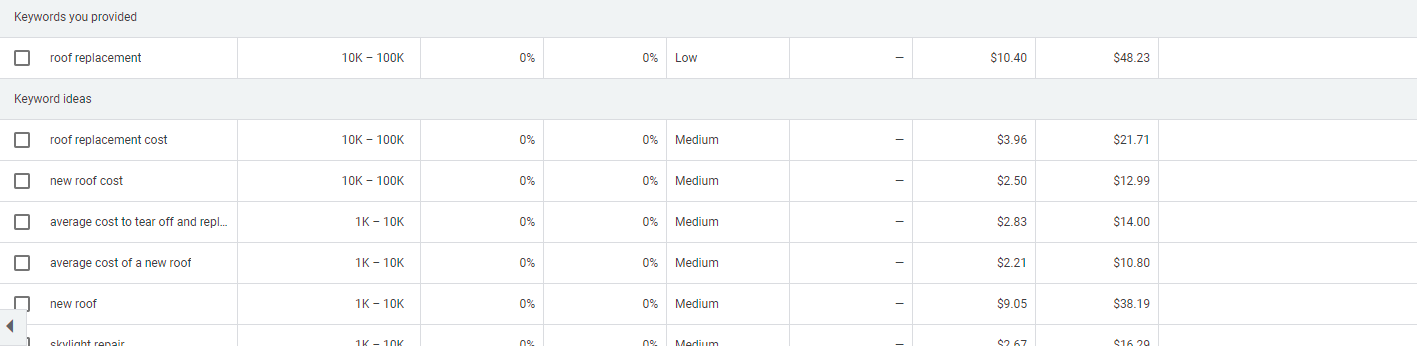 Keywords you provided
roof replacement 10K – 100K 0% 0% Low – $10.40 $48.23
Keyword ideas
roof replacement cost 10K – 100K 0% 0% Medium – $3.96 $21.71
new roof cost 10K – 100K 0% 0% Medium – $2.50 $12.99
average cost to tear off and repl... 1K – 10K 0% 0% Medium – $2.83 $14.00
average cost of a new roof 1K – 10K 0% 0% Medium – $2.21 $10.80
new roof 1K – 10K 0% 0% Medium – $9.05 $38.19
skylight repair 1K – 10K 0% 0% Medium – $2.67 $16.29